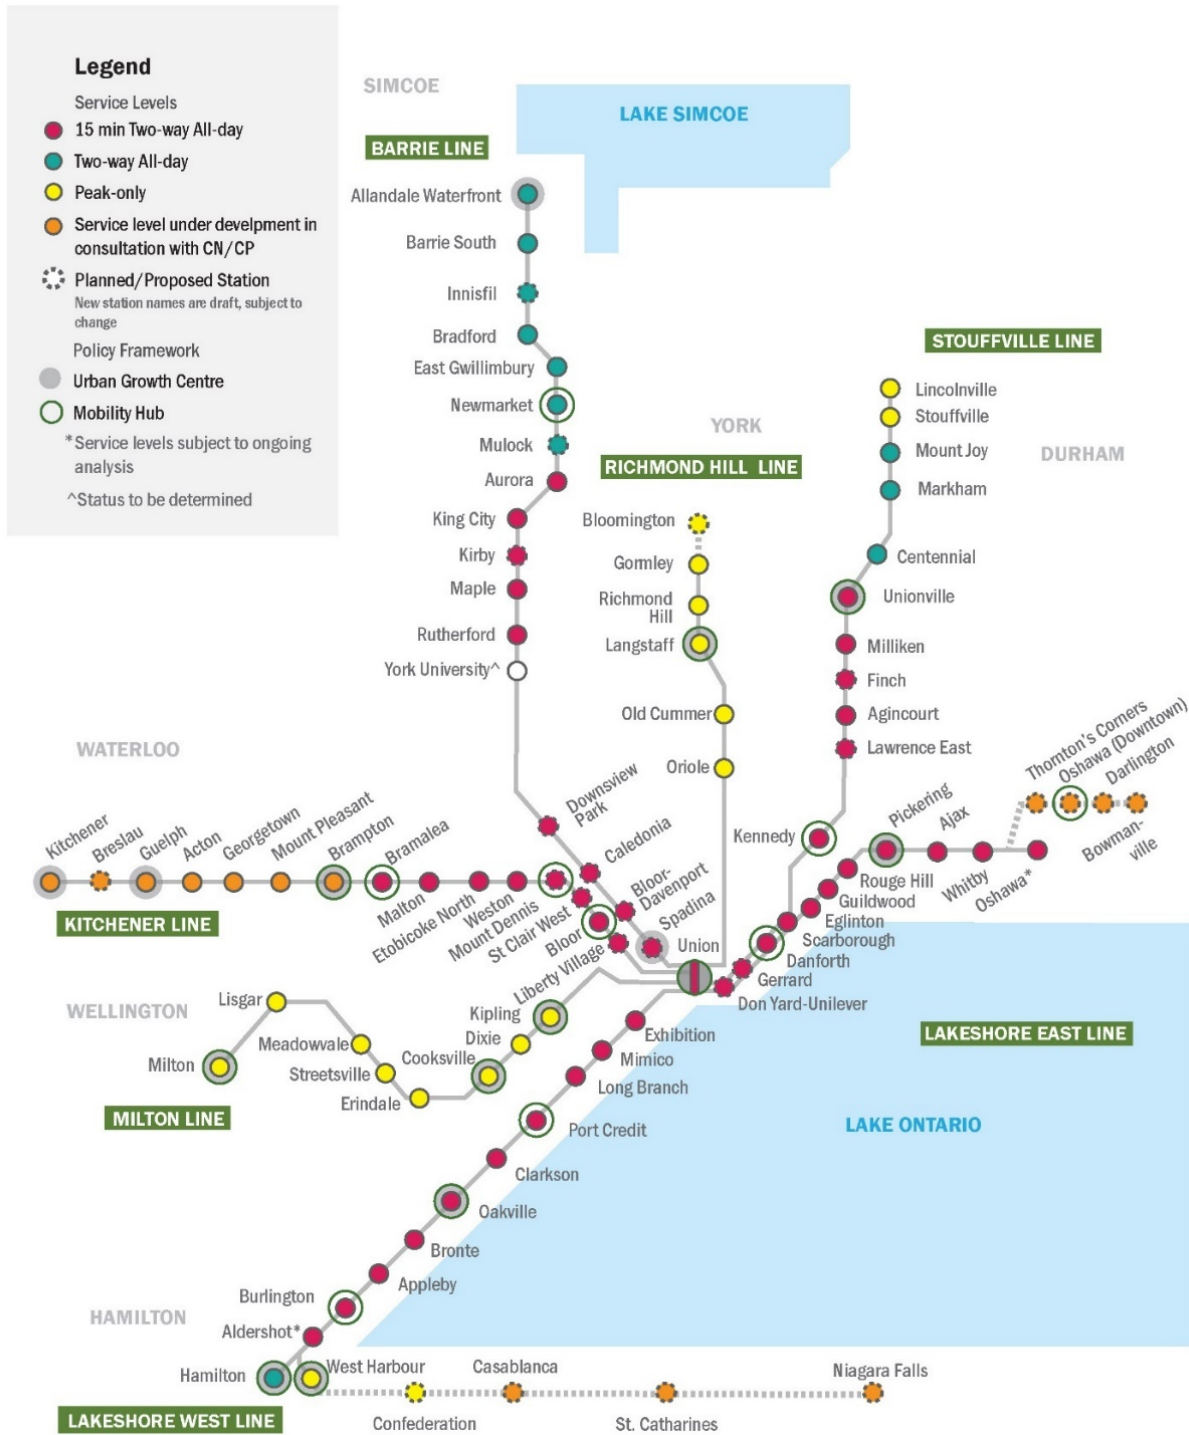 Legend
Service Levels
15 min Two-way All-day
Two-way All-day
Peak-only
Service level under develpment in
consultation with CN/CP
Planned/Proposed Station
New station names are draft, subject to
change
Policy Framework
Urban Growth Centre
Mobility Hub
*Service levels subject to ongoing
analysis
^Status to be determined
SIMCOE
LAKE SIMCOE
BARRIE LINE
Allandale Waterfront
Barrie South
Innisfil
Bradford
East Gwillimbury
Newmarket
Mulock
Aurora
King City
Kirby
Maple
Rutherford
York University^
Downsview
Park
Caledonia
Bloor-
Davenport
Spadina
YORK
RICHMOND HILL LINE
Bloomington
Gormley
Richmond
Hill
Langstaff
Old Cummer
Oriole
STOUFFVILLE LINE
Lincolnville
Stouffville
Mount Joy
Markham
Centennial
Unionville
Milliken
Finch
Agincourt
Lawrence East
Kennedy
DURHAM
WATERLOO
Kitchener
Breslau
Guelph
Acton
Georgetown
Mount Pleasant
Brampton
Bramalea
Malton
Etobicoke North
Weston
Mount Dennis
St Clair West
Bloor
Liberty Village
KITCHENER LINE
Union
Thornton's Corners
Oshawa (Downtown)
Darlington
Bowman-
ville
Pickering
Ajax
Whitby
Oshawa*
Rouge Hill
Guildwood
Eglinton
Scarborough
Danforth
Gerrard
Don Yard-Unilever
LAKESHORE EAST LINE
WELLINGTON
Lisgar
Milton
Meadowvale
Streetsville
Erindale
Cooksville
Dixie
Kipling
MILTON LINE
Exhibition
Mimico
Long Branch
Port Credit
Clarkson
Oakville
Bronte
Appleby
Burlington
Aldershot*
Hamilton
West Harbour
Confederation
Casablanca
St. Catharines
Niagara Falls
LAKE ONTARIO
HAMILTON
LAKESHORE WEST LINE